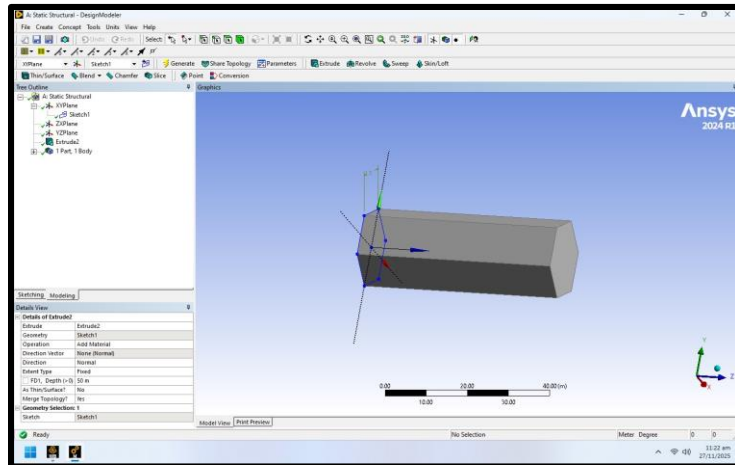 A: Static Structural - DesignModeler
File Create Concept Tools Units View Help
Undo Redo Select:
XYPlane Sketch1 Generate Share Topology Parameters Extrude Revolve Sweep Skin/Loft
Thin/Surface Blend Chamfer Slice Point Conversion
Tree Outline
A: Static Structural
XYPlane
Sketch1
ZXPlane
YZPlane
Extrude2
1 Part, 1 Body
Sketching Modeling
Details View
Details of Extrude2
Extrude Extrude2
Geometry Sketch1
Operation Add Material
Direction Vector None (Normal)
Direction Normal
Extent Type Fixed
FD1, Depth (>0) 50 m
As Thin/Surface? No
Merge Topology? Yes
Geometry Selection: 1
Sketch Sketch1
Graphics
Ansys
2024 R1
Y
Z
X
0.00 20.00 40.00 (m)
10.00 30.00
Model View Print Preview
Ready No Selection Meter Degree 0 0
11:22 am
27/11/2025